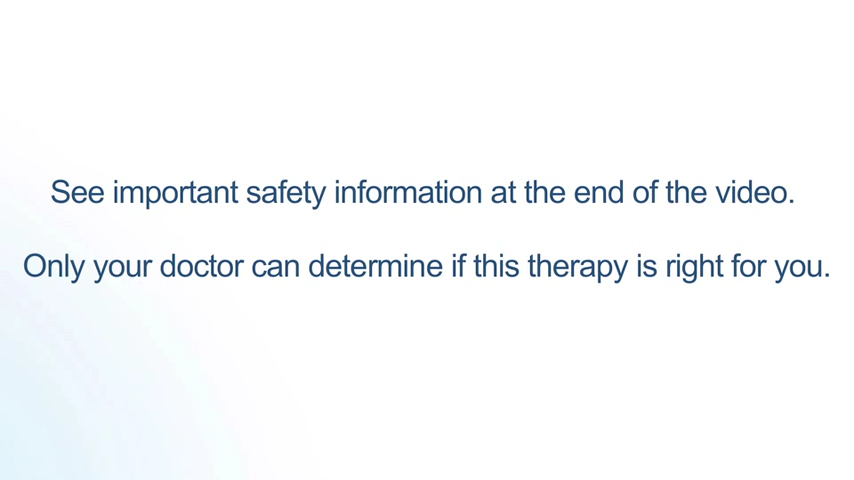 See important safety information at the end of the video.
Only your doctor can determine if this therapy is right for you.